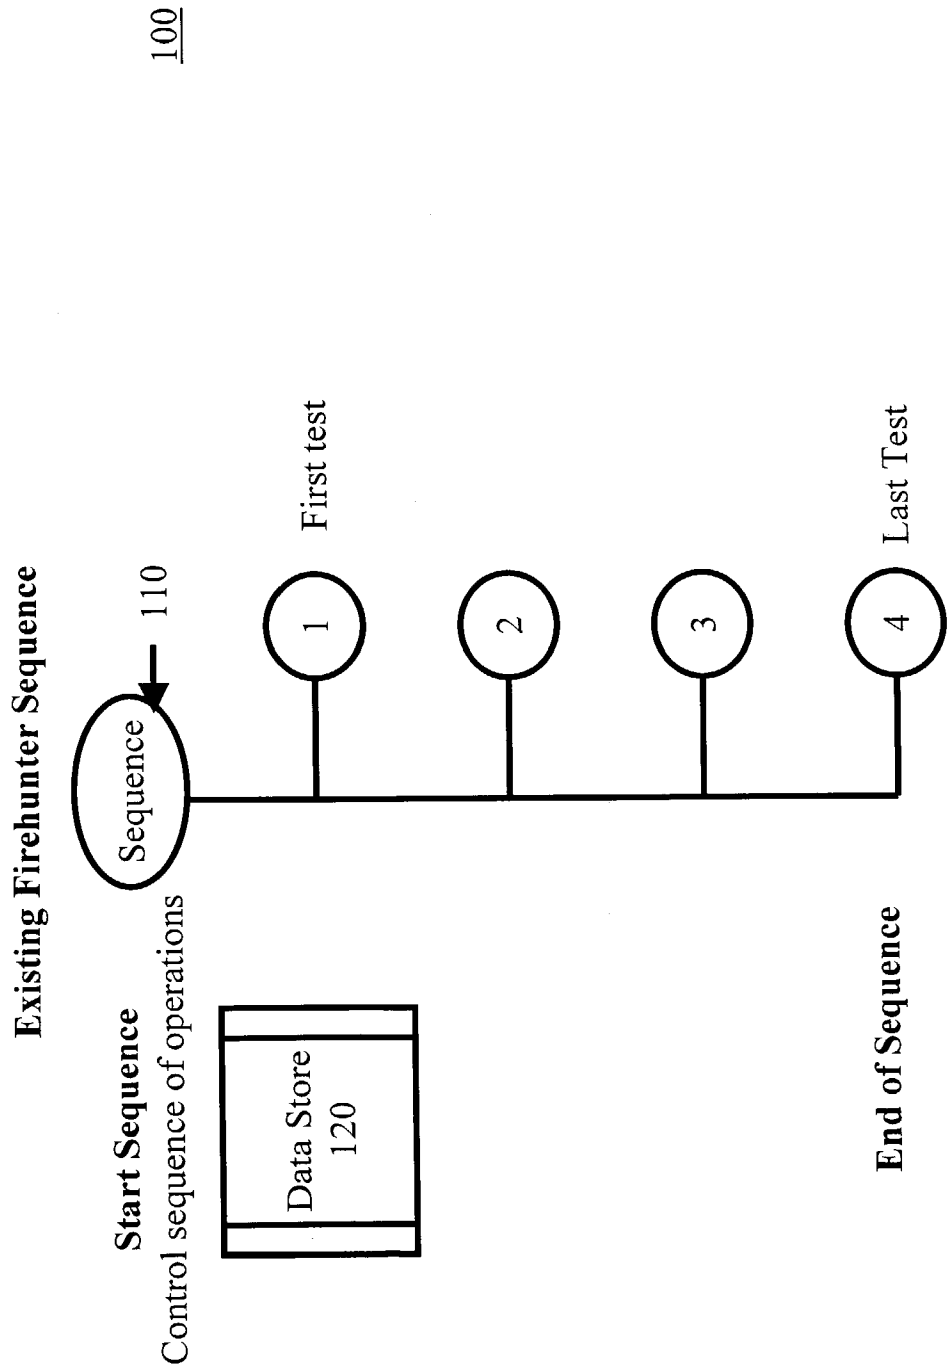 100
Existing Firehunter Sequence
Start Sequence
Control sequence of operations
Sequence
110
Data Store
120
1
First test
2
3
4
Last Test
End of Sequence